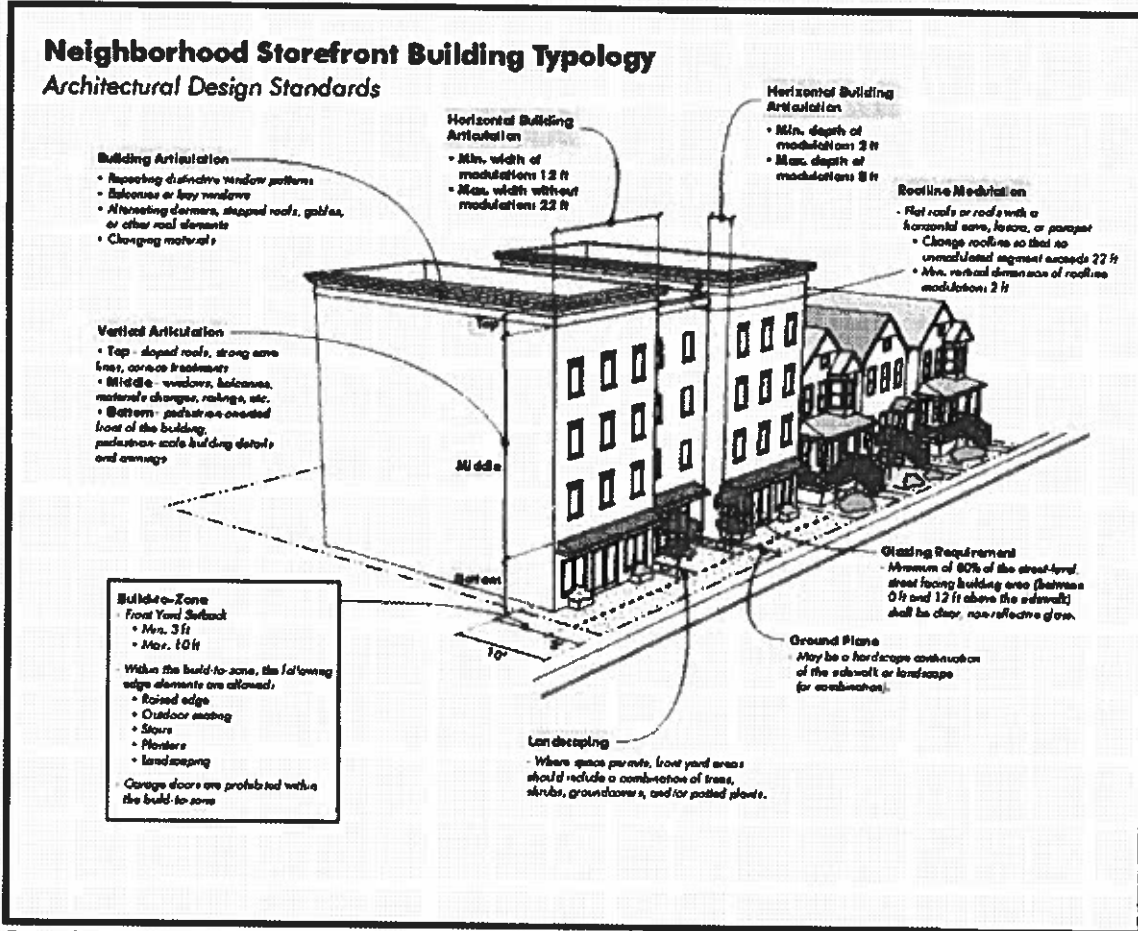 Neighborhood Storefront Building Typology
Architectural Design Standards
Building Articulation
• Repeating distinctive window patterns
• Balconies or bay windows
• Alternating dormers, stepped roofs, gables,
or other roof elements
• Changing materials
Horizontal Building
Articulation
• Min. width of
modulation: 12 ft
• Max. width without
modulation: 22 ft
Horizontal Building
Articulation
• Min. depth of
modulation: 2 ft
• Max. depth of
modulation: 8 ft
Roofline Modulation
- Flat roofs or roofs with a
horizontal eave, fascia, or parapet
• Change roofline so that no
unmodulated segment exceeds 22 ft
• Min. vertical dimension of roofline
modulation: 2 ft
Vertical Articulation
• Top - sloped roofs, strong eave
lines, cornice treatments
• Middle - windows, balconies,
materials changes, railings, etc.
• Bottom - pedestrian oriented
front of the building,
pedestrian-scale building details
and awnings
Top
Middle
Bottom
Build-to-Zone
- Front Yard Setback
• Min. 3 ft
• Max. 10 ft
- Within the build-to-zone, the following
edge elements are allowed:
• Raised edge
• Outdoor seating
• Stairs
• Planters
• Landscaping
- Garage doors are prohibited within
the build-to-zone
10'
Glazing Requirement
- Minimum of 60% of the street-level,
street facing building area (between
0 ft and 12 ft above the sidewalk)
shall be clear, non-reflective glass.
Ground Plane
- May be a hardscape continuation
of the sidewalk or landscape
(or combination).
Landscaping
- Where space permits, front yard areas
should include a combination of trees,
shrubs, groundcovers, and/or potted plants.